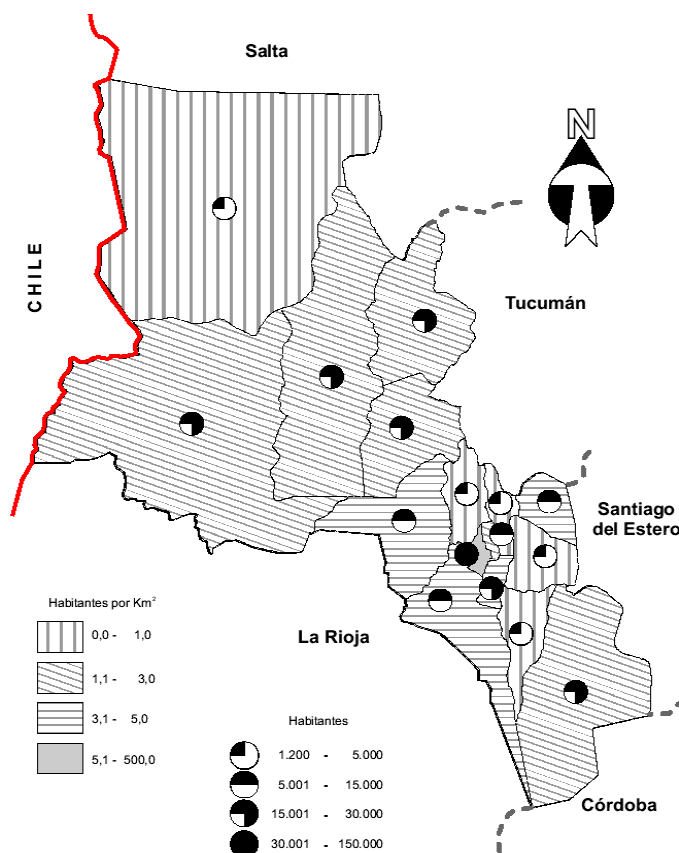 Salta
N
CHILE
Tucumán
Santiago
del Estero
Habitantes por Km²
0,0 - 1,0
1,1 - 3,0
3,1 - 5,0
5,1 - 500,0
La Rioja
Habitantes
1.200 - 5.000
5.001 - 15.000
15.001 - 30.000
30.001 - 150.000
Córdoba